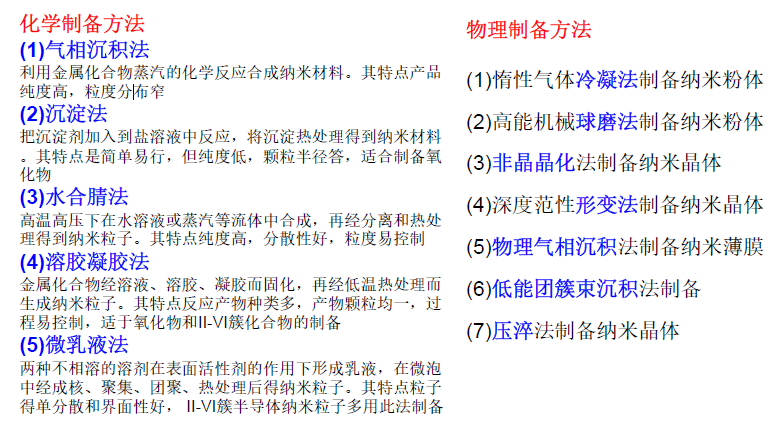 化学制备方法
(1)气相沉积法
利用金属化合物蒸汽的化学反应合成纳米材料。其特点产品
纯度高，粒度分布窄
(2)沉淀法
把沉淀剂加入到盐溶液中反应，将沉淀热处理得到纳米材料
。其特点是简单易行，但纯度低，颗粒半径答，适合制备氧
化物
(3)水合腈法
高温高压下在水溶液或蒸汽等流体中合成，再经分离和热处
理得到纳米粒子。其特点纯度高，分散性好，粒度易控制
(4)溶胶凝胶法
金属化合物经溶液、溶胶、凝胶而固化，再经低温热处理而
生成纳米粒子。其特点反应产物种类多，产物颗粒均一，过
程易控制，适于氧化物和II-VI簇化合物的制备
(5)微乳液法
两种不相溶的溶剂在表面活性剂的作用下形成乳液，在微泡
中经成核、聚集、团聚、热处理后得纳米粒子。其特点粒子
得单分散和界面性好， II-VI簇半导体纳米粒子多用此法制备
物理制备方法
(1)惰性气体冷凝法制备纳米粉体
(2)高能机械球磨法制备纳米粉体
(3)非晶晶化法制备纳米晶体
(4)深度范性形变法制备纳米晶体
(5)物理气相沉积法制备纳米薄膜
(6)低能团簇束沉积法制备
(7)压淬法制备纳米晶体